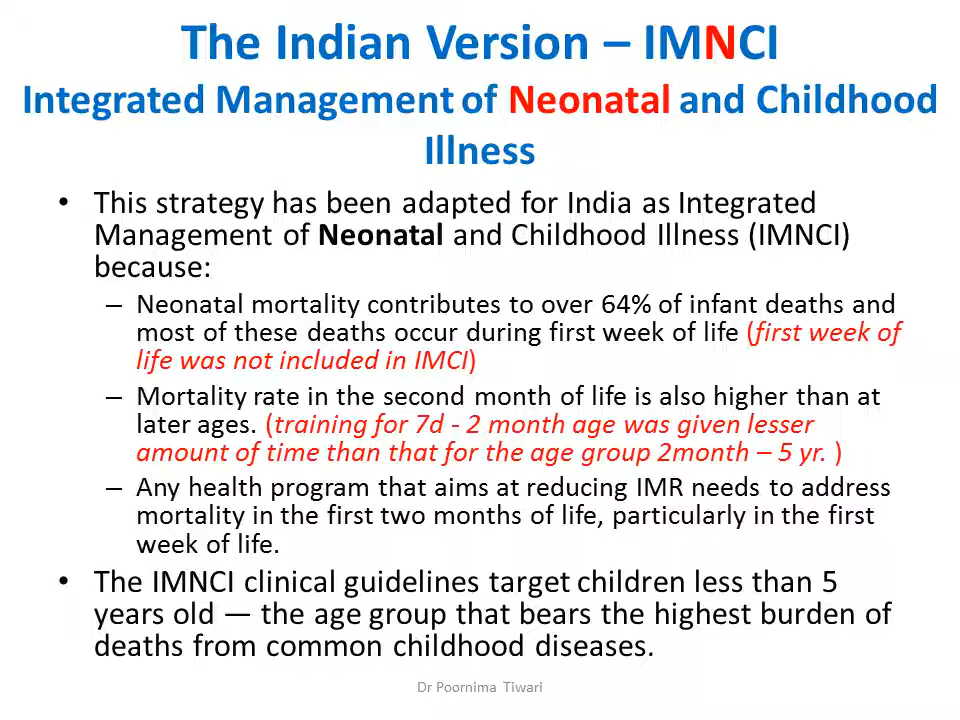 The Indian Version – IMNCI
Integrated Management of Neonatal and Childhood
Illness
• This strategy has been adapted for India as Integrated
Management of Neonatal and Childhood Illness (IMNCI)
because:
– Neonatal mortality contributes to over 64% of infant deaths and
most of these deaths occur during first week of life (first week of
life was not included in IMCI)
– Mortality rate in the second month of life is also higher than at
later ages. (training for 7d - 2 month age was given lesser
amount of time than that for the age group 2month – 5 yr. )
– Any health program that aims at reducing IMR needs to address
mortality in the first two months of life, particularly in the first
week of life.
• The IMNCI clinical guidelines target children less than 5
years old — the age group that bears the highest burden of
deaths from common childhood diseases.
Dr Poornima Tiwari